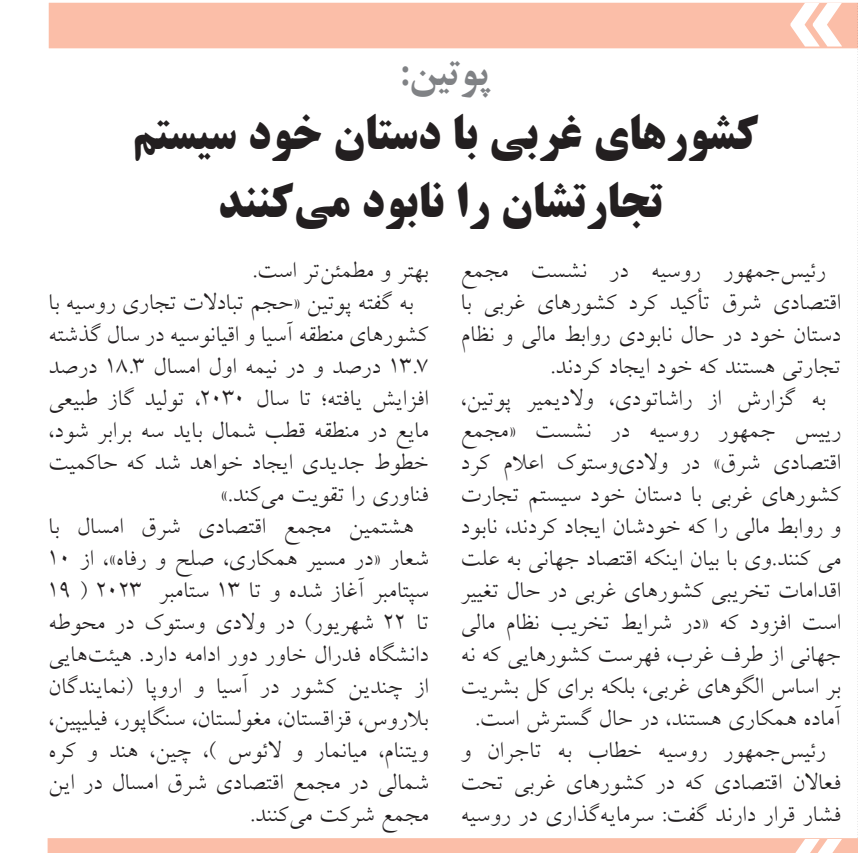 پوتین:
کشورهای غربی با دستان خود سیستم
تجارتشان را نابود می‌کنند
رئیس‌جمهور روسیه در نشست مجمع
اقتصادی شرق تأکید کرد کشورهای غربی با
دستان خود در حال نابودی روابط مالی و نظام
تجارتی هستند که خود ایجاد کردند.
به گزارش از راشاتودی، ولادیمیر پوتین،
رییس جمهور روسیه در نشست «مجمع
اقتصادی شرق» در ولادی‌وستوک اعلام کرد
کشورهای غربی با دستان خود سیستم تجارت
و روابط مالی را که خودشان ایجاد کردند، نابود
می کنند.وی با بیان اینکه اقتصاد جهانی به علت
اقدامات تخریبی کشورهای غربی در حال تغییر
است افزود که «در شرایط تخریب نظام مالی
جهانی از طرف غرب، فهرست کشورهایی که نه
بر اساس الگوهای غربی، بلکه برای کل بشریت
آماده همکاری هستند، در حال گسترش است.
رئیس‌جمهور روسیه خطاب به تاجران و
فعالان اقتصادی که در کشورهای غربی تحت
فشار قرار دارند گفت: سرمایه‌گذاری در روسیه
بهتر و مطمئن‌تر است.
به گفته پوتین «حجم تبادلات تجاری روسیه با
کشورهای منطقه آسیا و اقیانوسیه در سال گذشته
۱۳.۷ درصد و در نیمه اول امسال ۱۸.۳ درصد
افزایش یافته؛ تا سال ۲۰۳۰، تولید گاز طبیعی
مایع در منطقه قطب شمال باید سه برابر شود،
خطوط جدیدی ایجاد خواهد شد که حاکمیت
فناوری را تقویت می‌کند.»
هشتمین مجمع اقتصادی شرق امسال با
شعار «در مسیر همکاری، صلح و رفاه»، از ۱۰
سپتامبر آغاز شده و تا ۱۳ ستامبر ۲۰۲۳ ( ۱۹
تا ۲۲ شهریور) در ولادی وستوک در محوطه
دانشگاه فدرال خاور دور ادامه دارد. هیئت‌هایی
از چندین کشور در آسیا و اروپا (نمایندگان
بلاروس، قزاقستان، مغولستان، سنگاپور، فیلیپین،
ویتنام، میانمار و لائوس )، چین، هند و کره
شمالی در مجمع اقتصادی شرق امسال در این
مجمع شرکت می‌کنند.